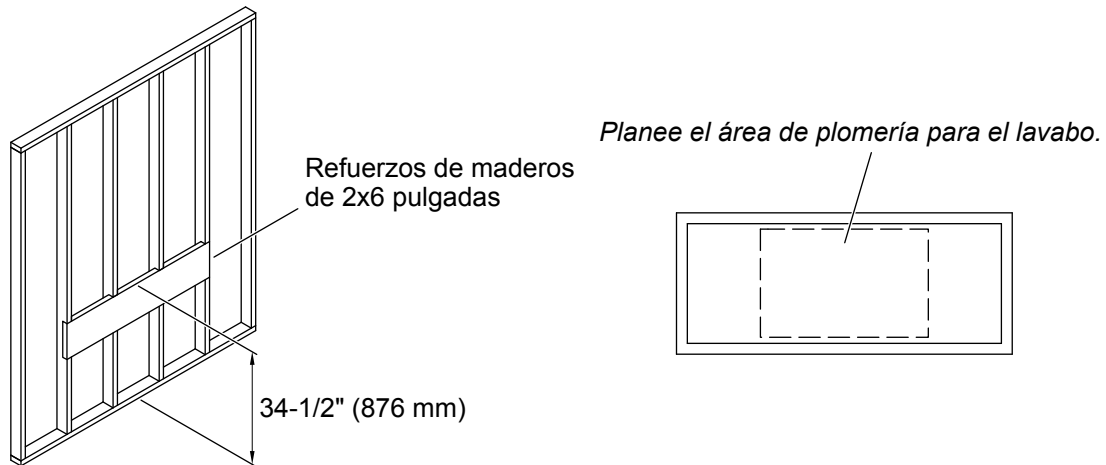 Planee el área de plomería para el lavabo.
Refuerzos de maderos
de 2x6 pulgadas
34-1/2" (876 mm)